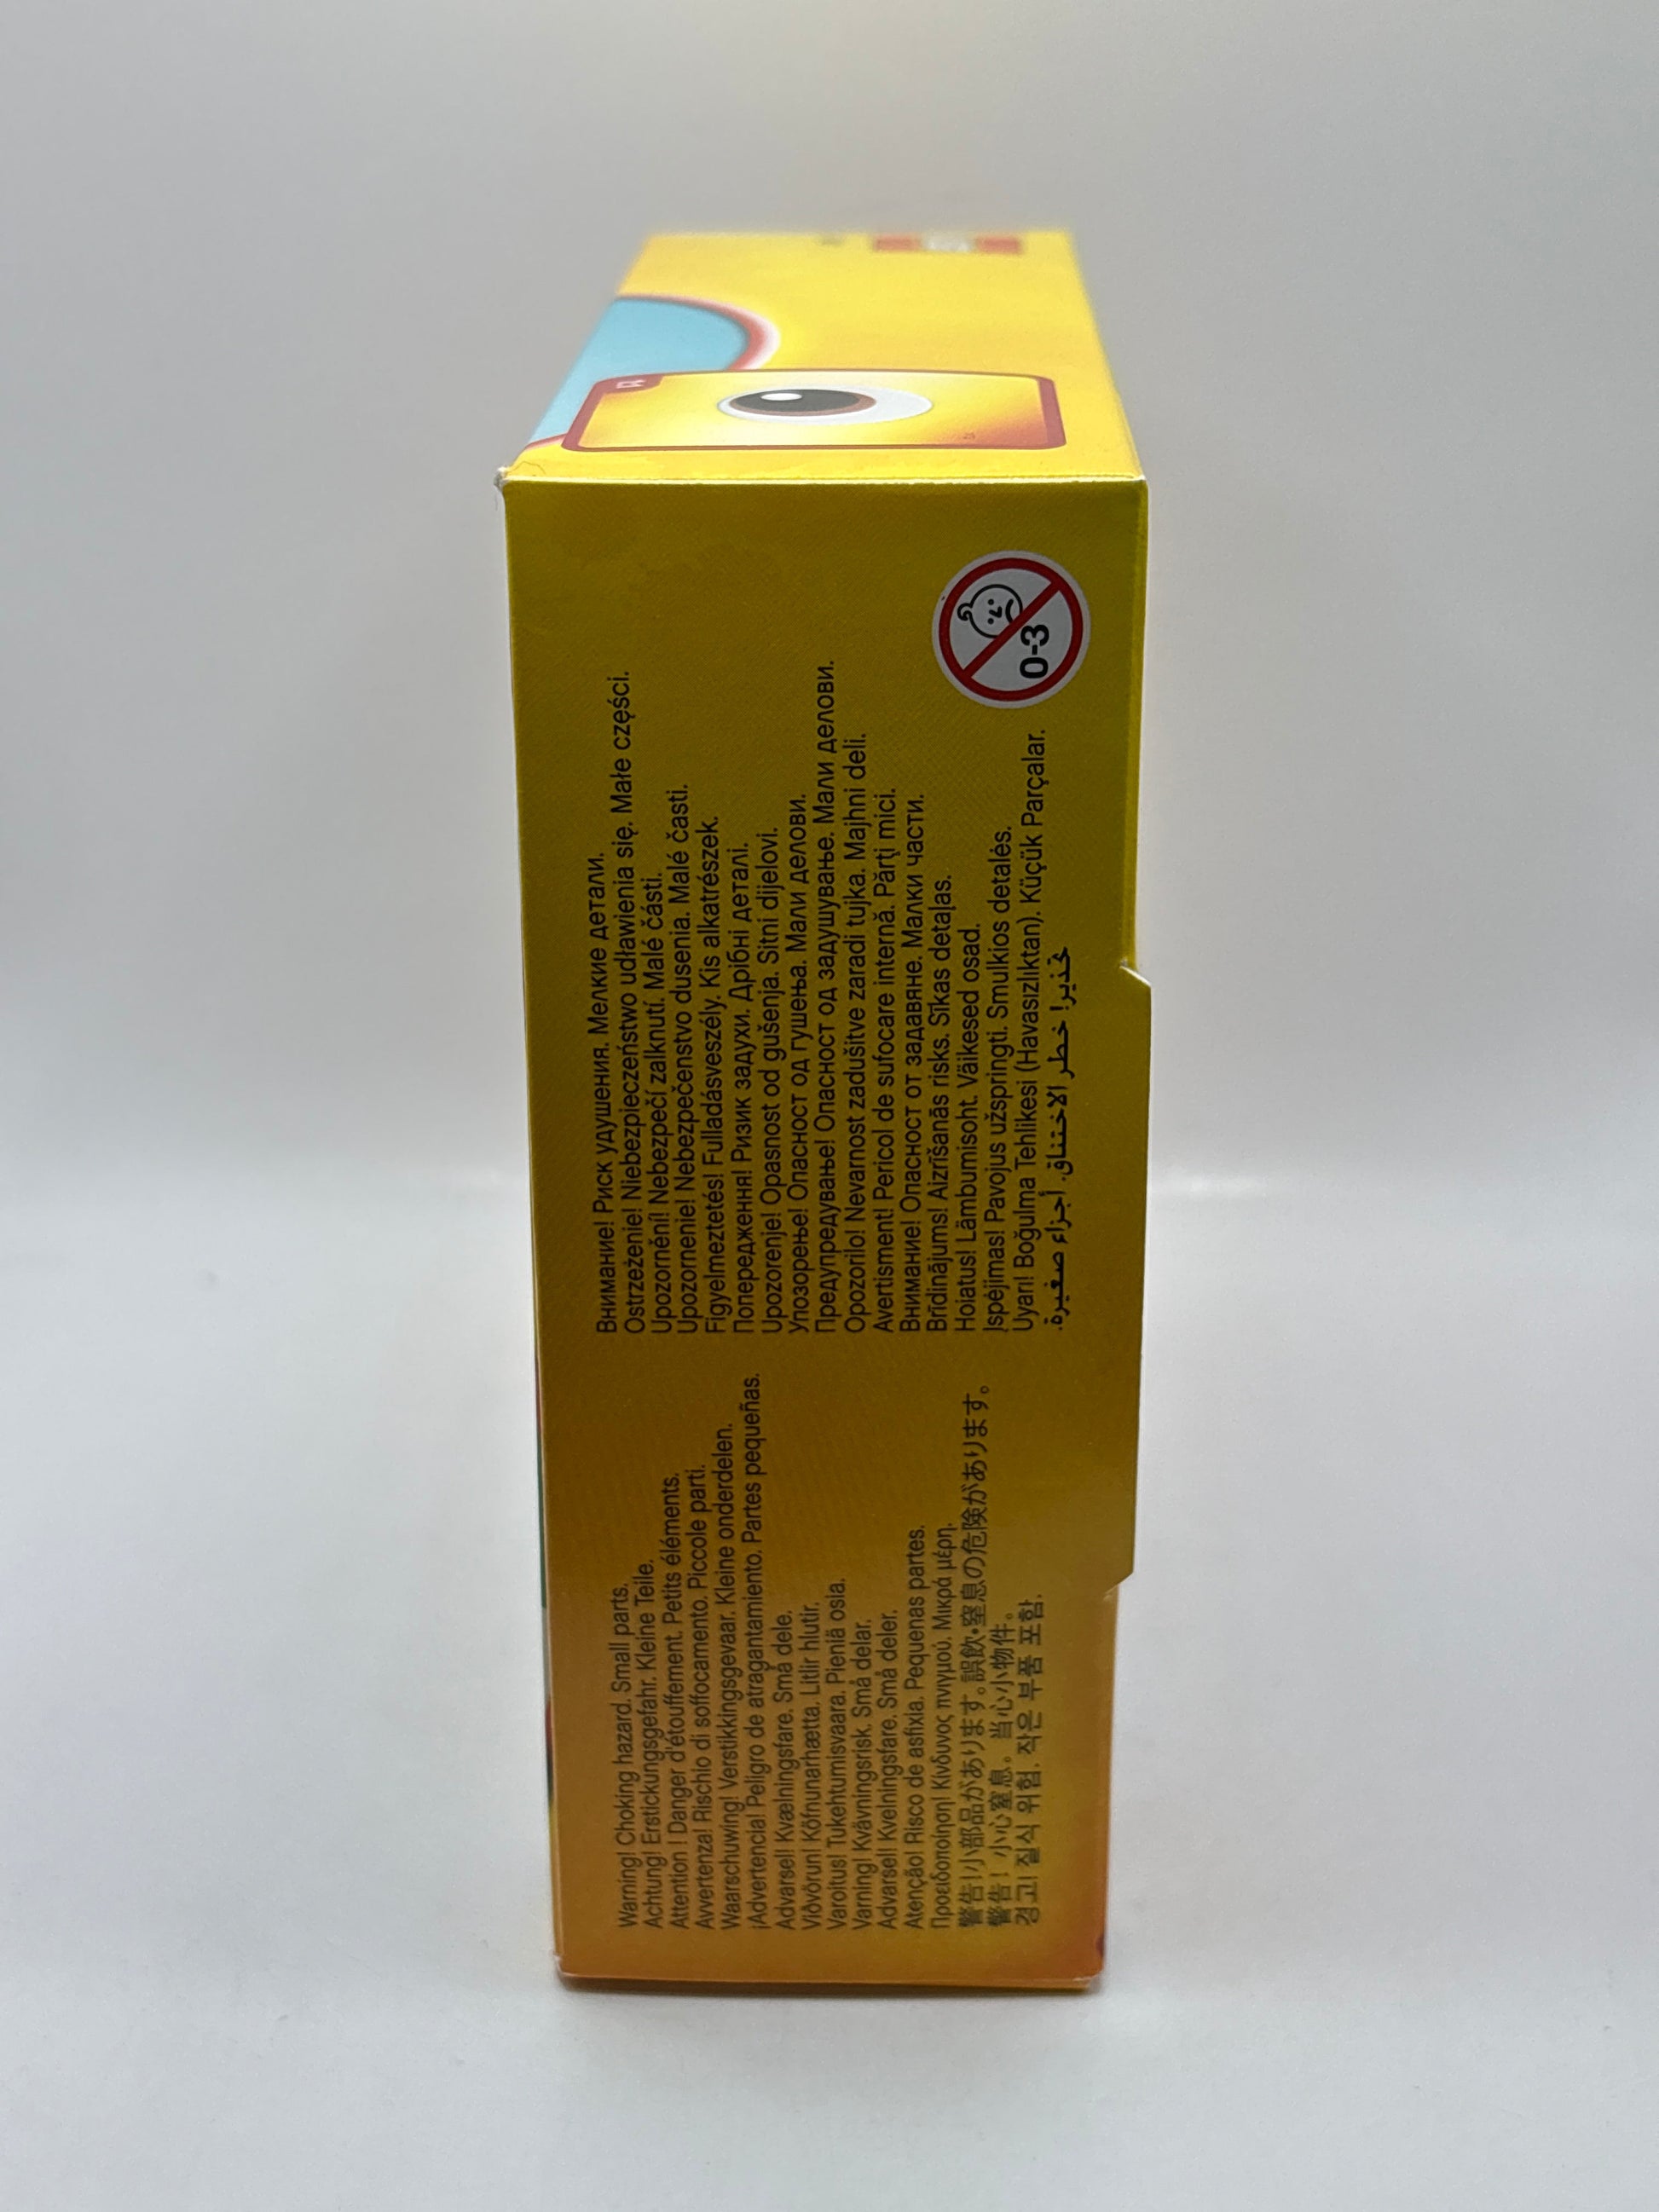 Warning! Choking hazard. Small parts.
Achtung! Erstickungsgefahr. Kleine Teile.
Attention ! Danger d'étouffement. Petits éléments.
Avvertenza! Rischio di soffocamento. Piccole parti.
Waarschuwing! Verstikkingsgevaar. Kleine onderdelen.
¡Advertencia! Peligro de atragantamiento. Partes pequeñas.
Advarsel! Kvælningsfare. Små dele.
Viðvörun! Köfnunarhætta. Litlir hlutir.
Varoitus! Tukehtumisvaara. Pieniä osia.
Varning! Kvävningsrisk. Små delar.
Advarsel! Kvelningsfare. Små deler.
Atenção! Risco de asfixia. Pequenas partes.
Προειδοποίηση! Κίνδυνος πνιγμού. Μικρά μέρη.
警告!小部品があります。誤飲・窒息の危険があります。
警告！小心窒息。当心小物件。
경고! 질식 위험. 작은 부품 포함.
Внимание! Риск удушения. Мелкие детали.
Ostrzeżenie! Niebezpieczeństwo udławienia się. Małe części.
Upozornění! Nebezpečí zalknutí. Malé části.
Upozornenie! Nebezpečenstvo dusenia. Malé časti.
Figyelmeztetés! Fulladásveszély. Kis alkatrészek.
Попередження! Ризик задухи. Дрібні деталі.
Upozorenje! Opasnost od gušenja. Sitni dijelovi.
Упозорење! Опасност од гушења. Мали делови.
Предупредување! Опасност од задушување. Мали делови.
Opozorilo! Nevarnost zadušitve zaradi tujka. Majhni deli.
Avertisment! Pericol de sufocare internă. Părţi mici.
Внимание! Опасност от задавяне. Малки части.
Brīdinājums! Aizrīšanās risks. Sīkas detaļas.
Hoiatus! Lämbumisoht. Väikesed osad.
Įspėjimas! Pavojus užspringti. Smulkios detalės.
Uyarı! Boğulma Tehlikesi (Havasızlıktan). Küçük Parçalar.
تحذير! خطر الاختناق. أجزاء صغيرة.
0-3